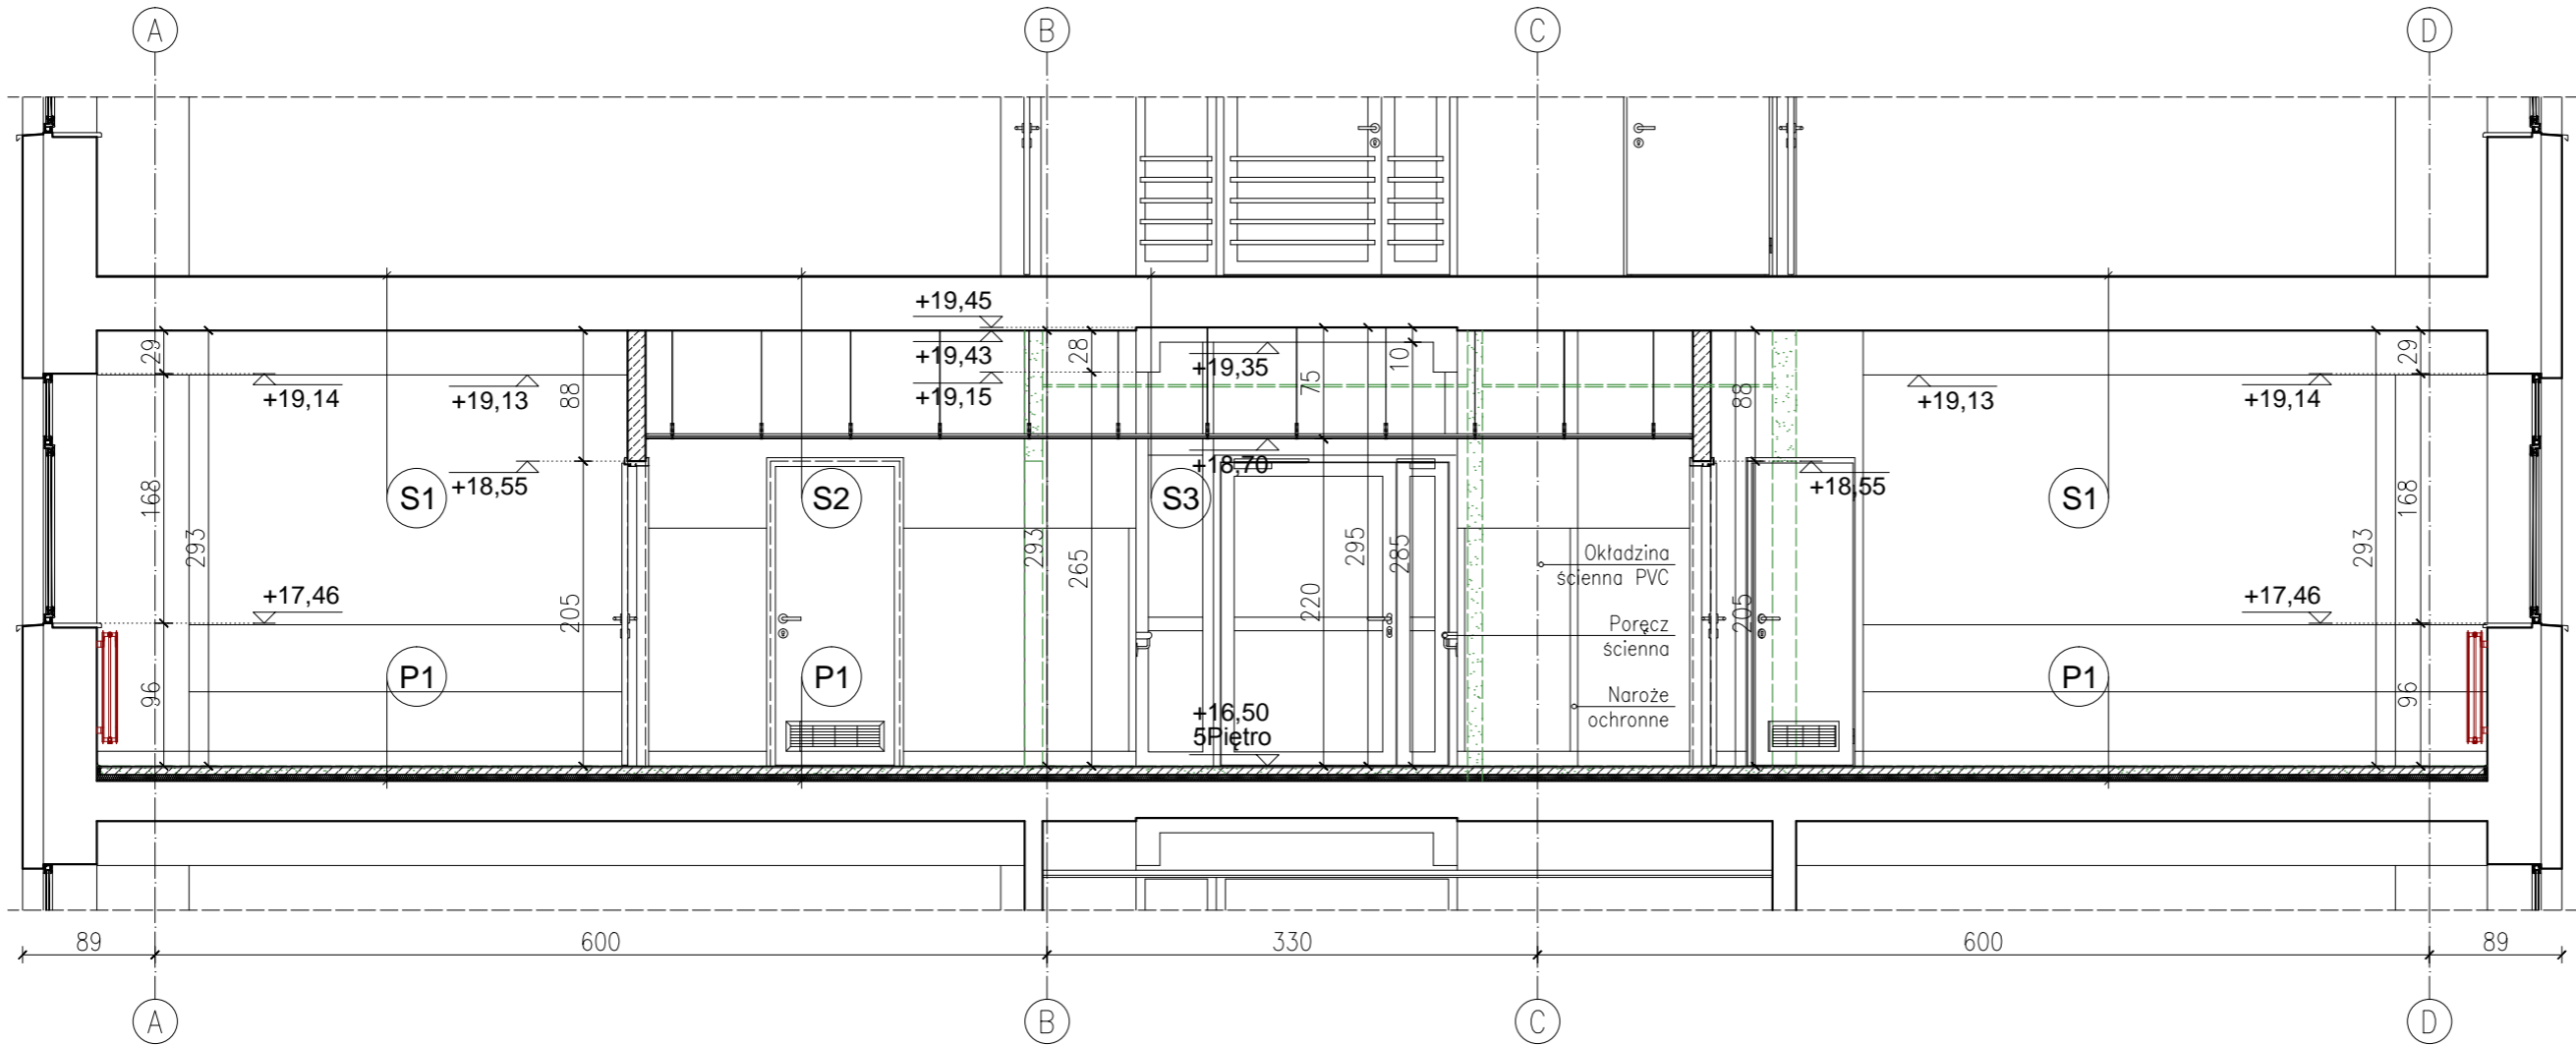 A
B
C
D
+19,45
+19,43
+19,15
28
+19,35
75
10
29
+19,14
+19,13
88
88
+19,13
+19,14
29
168
293
S1
+18,55
S2
293
265
S3
+18,70
295
285
220
+18,55
S1
293
168
Okładzina
ścienna PVC
+17,46
205
Poręcz
ścienna
205
+17,46
96
P1
P1
Naroże
ochronne
P1
96
+16,50
5Piętro
89
600
330
600
89
A
B
C
D